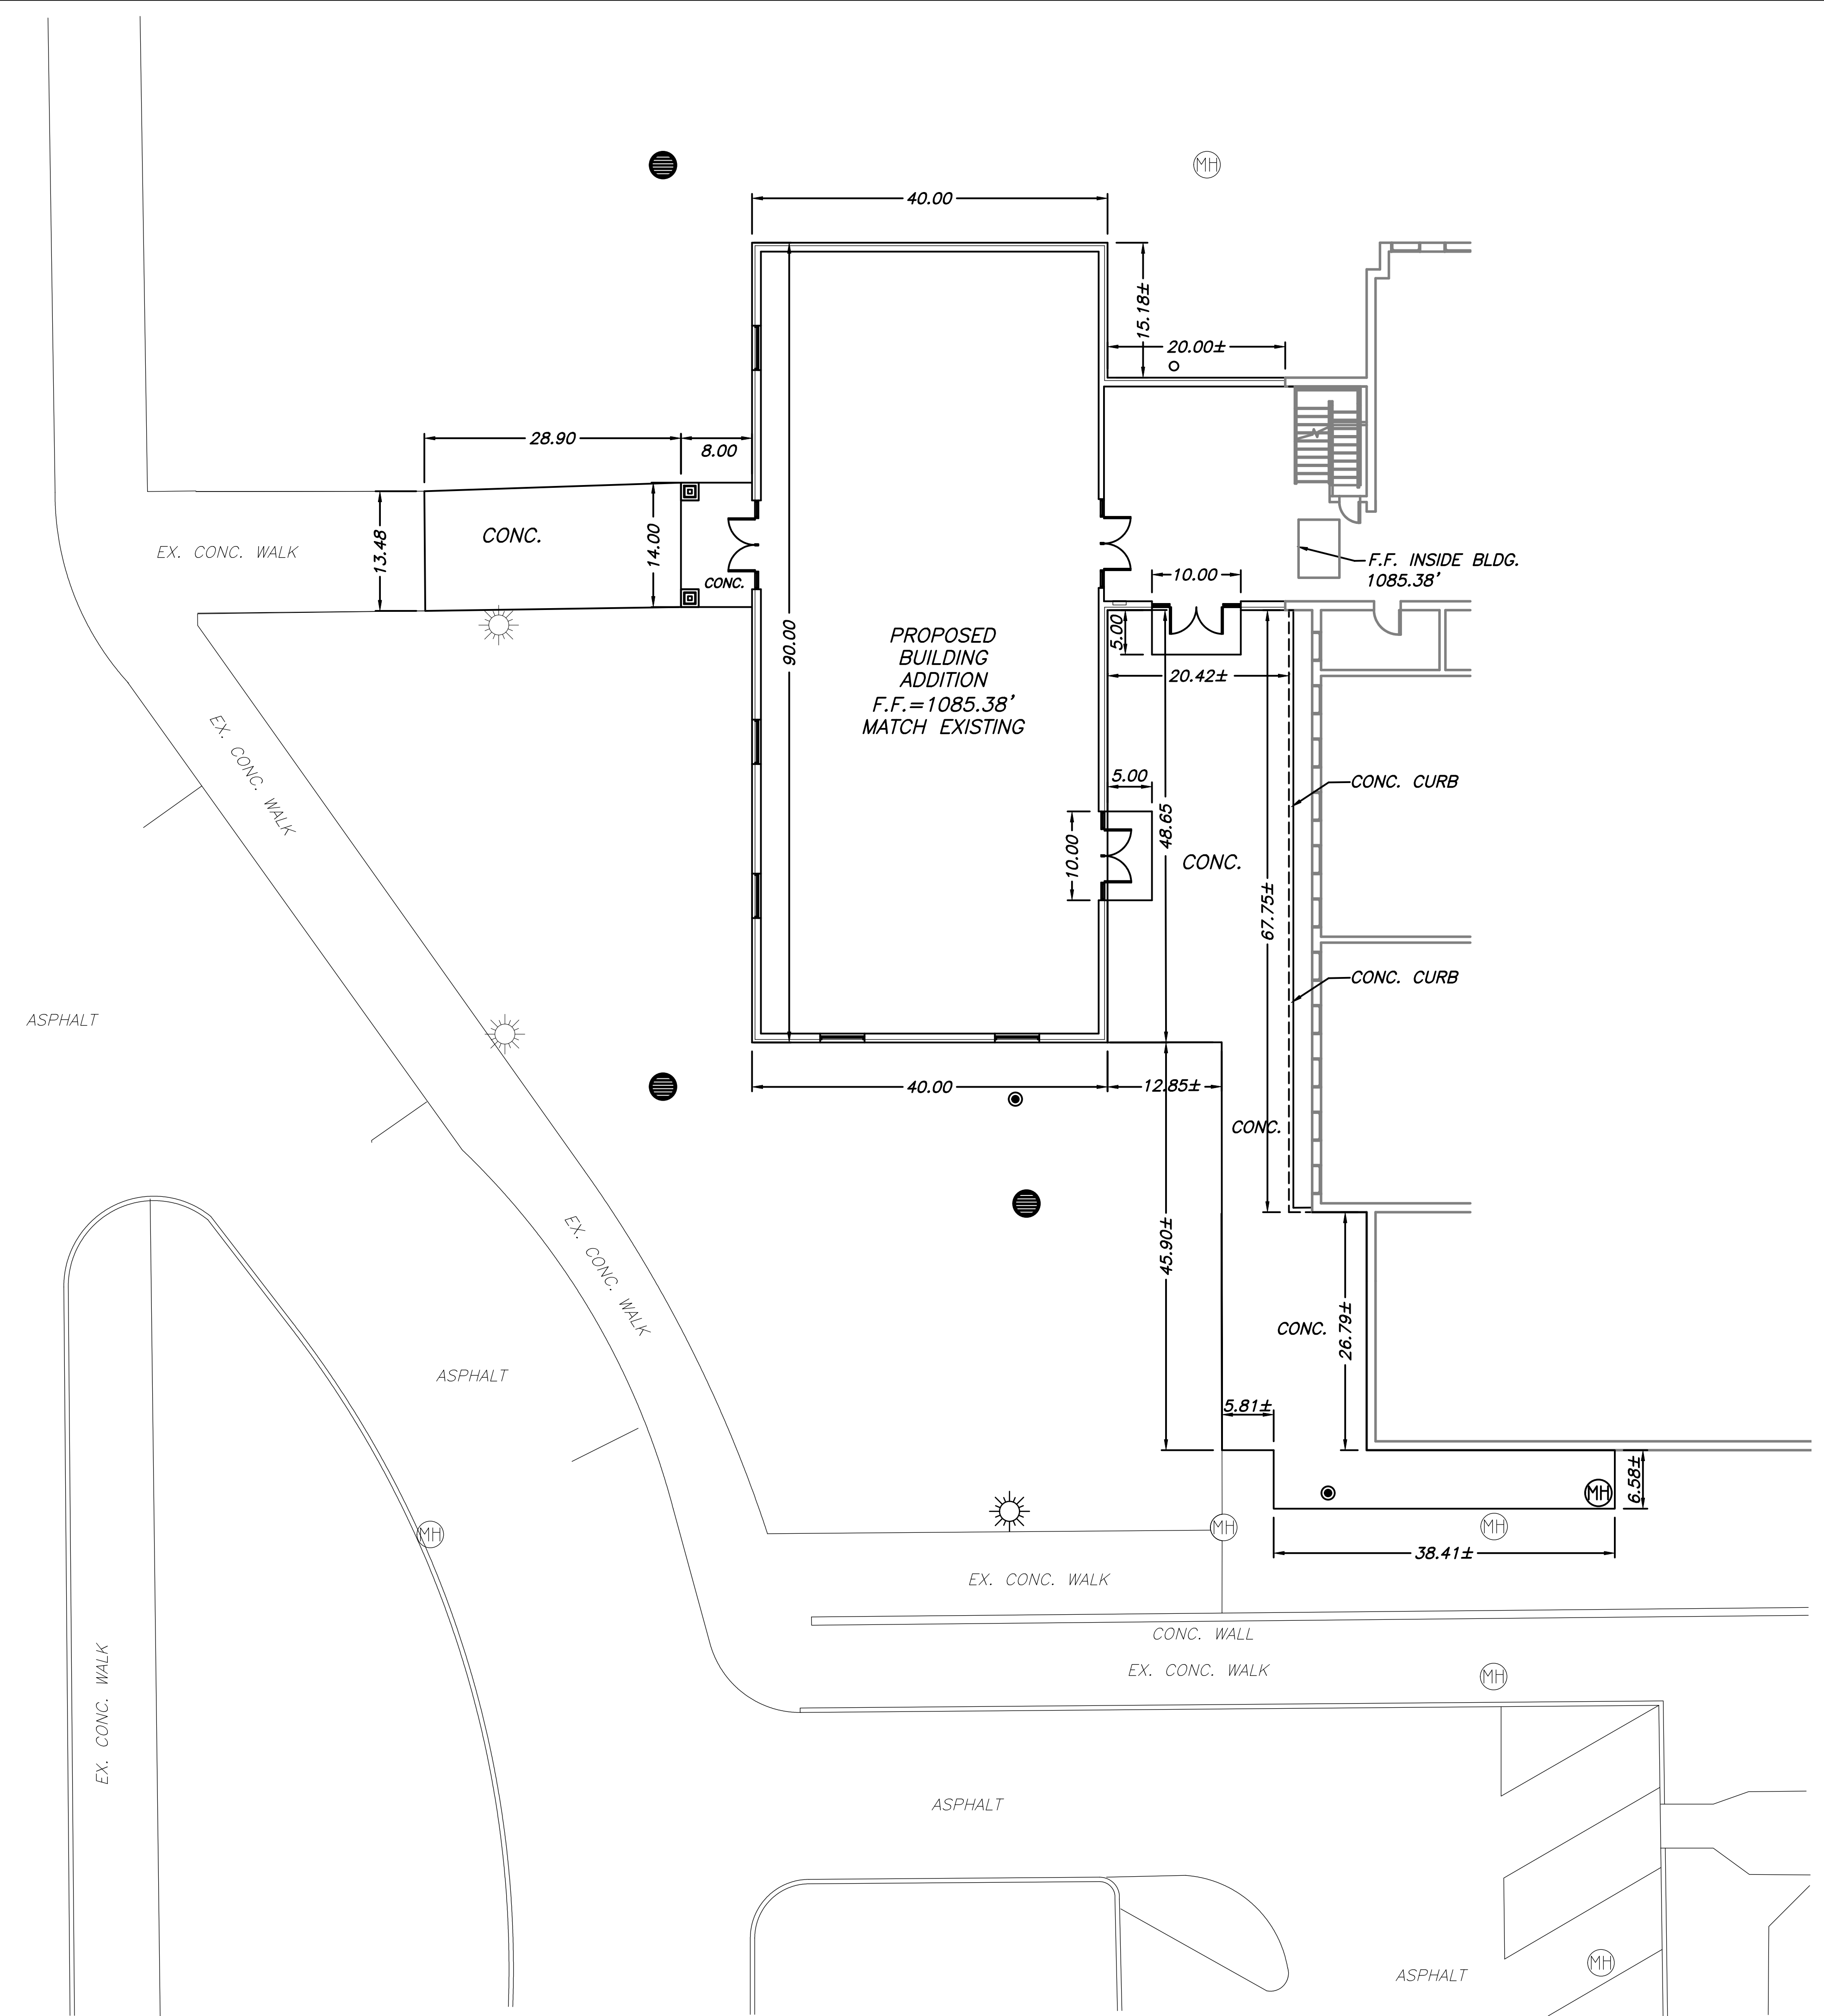 MH
40.00
15.18±
20.00±
28.90
8.00
13.48
CONC.
14.00
CONC.
EX. CONC. WALK
F.F. INSIDE BLDG.
1085.38'
10.00
5.00
90.00
PROPOSED
BUILDING
ADDITION
F.F.=1085.38'
MATCH EXISTING
20.42±
EX. CONC. WALK
5.00
CONC. CURB
48.65
10.00
CONC.
67.75±
CONC. CURB
ASPHALT
40.00
12.85±
CONC.
45.90±
EX. CONC. WALK
CONC.
26.79±
ASPHALT
5.81±
6.58±
MH
MH
MH
MH
38.41±
EX. CONC. WALK
CONC. WALL
EX. CONC. WALK
MH
EX. CONC. WALK
ASPHALT
MH
ASPHALT